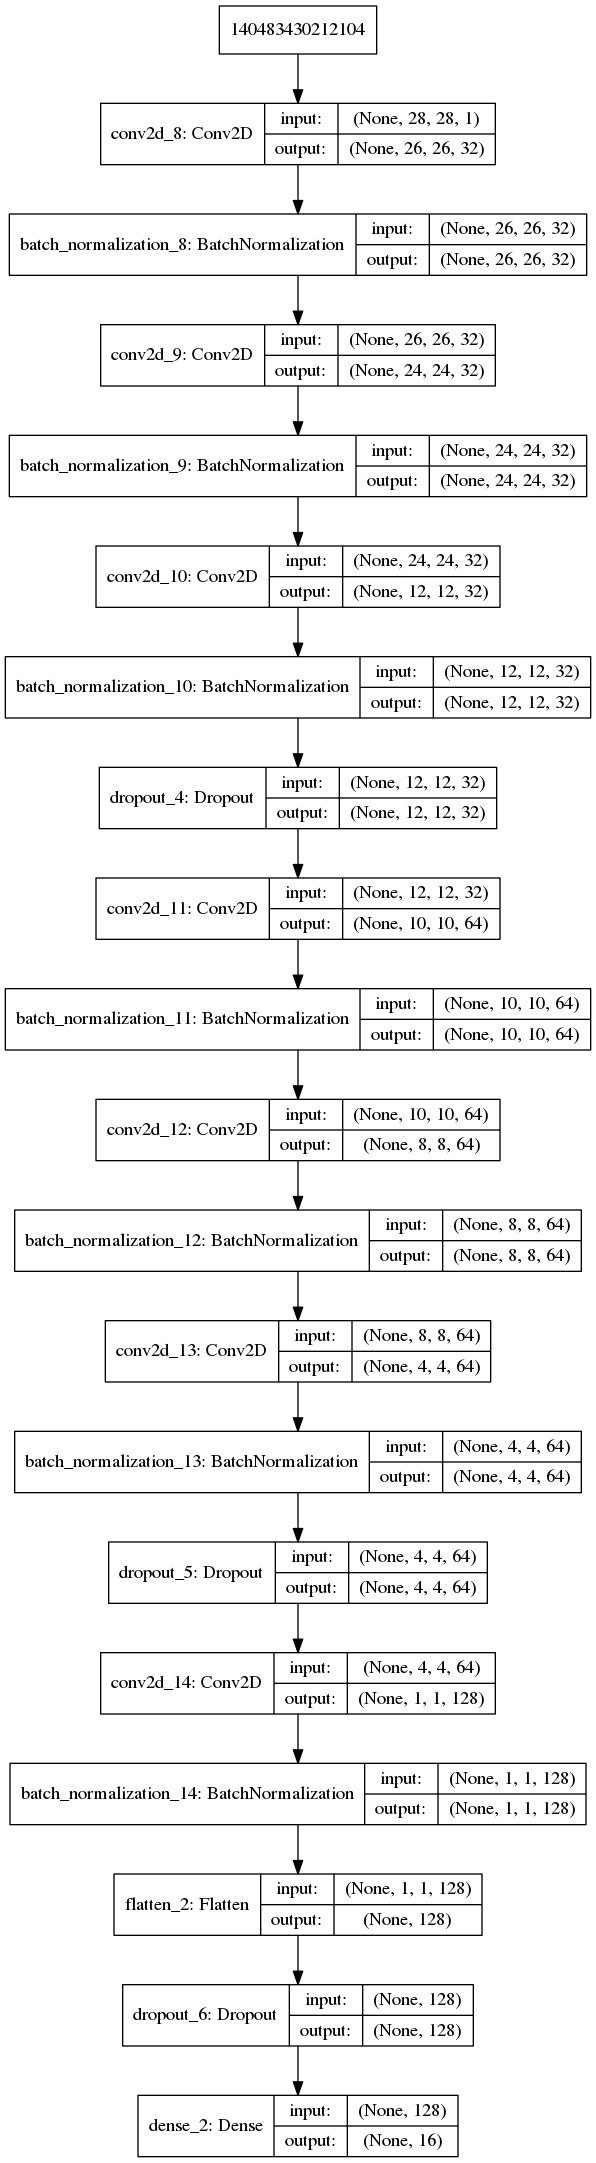 140483430212104
conv2d_8: Conv2D
input: (None, 28, 28, 1)
output: (None, 26, 26, 32)
batch_normalization_8: BatchNormalization
input: (None, 26, 26, 32)
output: (None, 26, 26, 32)
conv2d_9: Conv2D
input: (None, 26, 26, 32)
output: (None, 24, 24, 32)
batch_normalization_9: BatchNormalization
input: (None, 24, 24, 32)
output: (None, 24, 24, 32)
conv2d_10: Conv2D
input: (None, 24, 24, 32)
output: (None, 12, 12, 32)
batch_normalization_10: BatchNormalization
input: (None, 12, 12, 32)
output: (None, 12, 12, 32)
dropout_4: Dropout
input: (None, 12, 12, 32)
output: (None, 12, 12, 32)
conv2d_11: Conv2D
input: (None, 12, 12, 32)
output: (None, 10, 10, 64)
batch_normalization_11: BatchNormalization
input: (None, 10, 10, 64)
output: (None, 10, 10, 64)
conv2d_12: Conv2D
input: (None, 10, 10, 64)
output: (None, 8, 8, 64)
batch_normalization_12: BatchNormalization
input: (None, 8, 8, 64)
output: (None, 8, 8, 64)
conv2d_13: Conv2D
input: (None, 8, 8, 64)
output: (None, 4, 4, 64)
batch_normalization_13: BatchNormalization
input: (None, 4, 4, 64)
output: (None, 4, 4, 64)
dropout_5: Dropout
input: (None, 4, 4, 64)
output: (None, 4, 4, 64)
conv2d_14: Conv2D
input: (None, 4, 4, 64)
output: (None, 1, 1, 128)
batch_normalization_14: BatchNormalization
input: (None, 1, 1, 128)
output: (None, 1, 1, 128)
flatten_2: Flatten
input: (None, 1, 1, 128)
output: (None, 128)
dropout_6: Dropout
input: (None, 128)
output: (None, 128)
dense_2: Dense
input: (None, 128)
output: (None, 16)